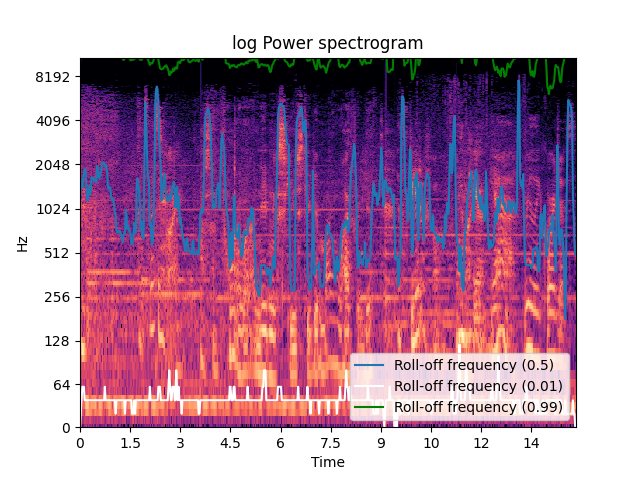 log Power spectrogram
Hz
8192
4096
2048
1024
512
256
128
64
0
Roll-off frequency (0.5)
Roll-off frequency (0.01)
Roll-off frequency (0.99)
0 1.5 3 4.5 6 7.5 9 10 12 14
Time